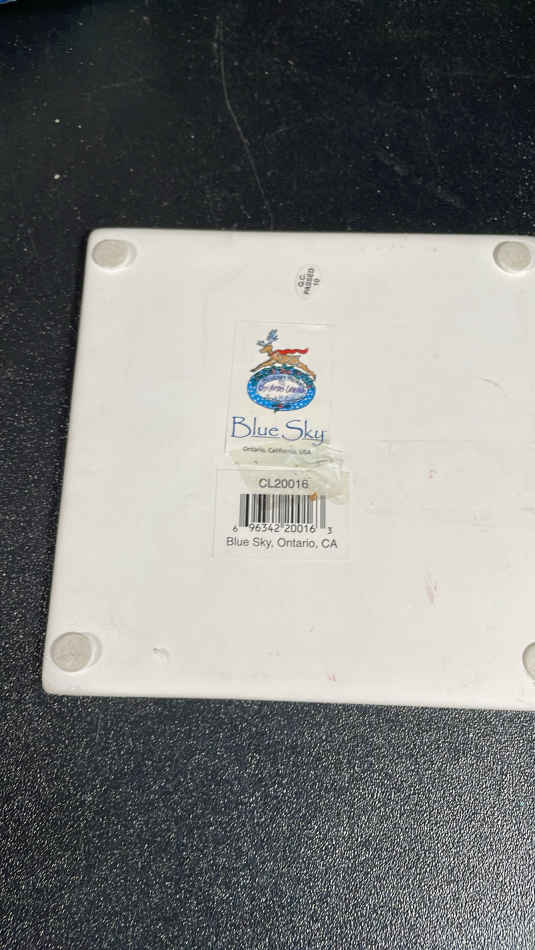 Q.C.
PASSED
10
Blue Sky
Ontario, California, USA
CL20016
6 96342 20016 3
Blue Sky, Ontario, CA